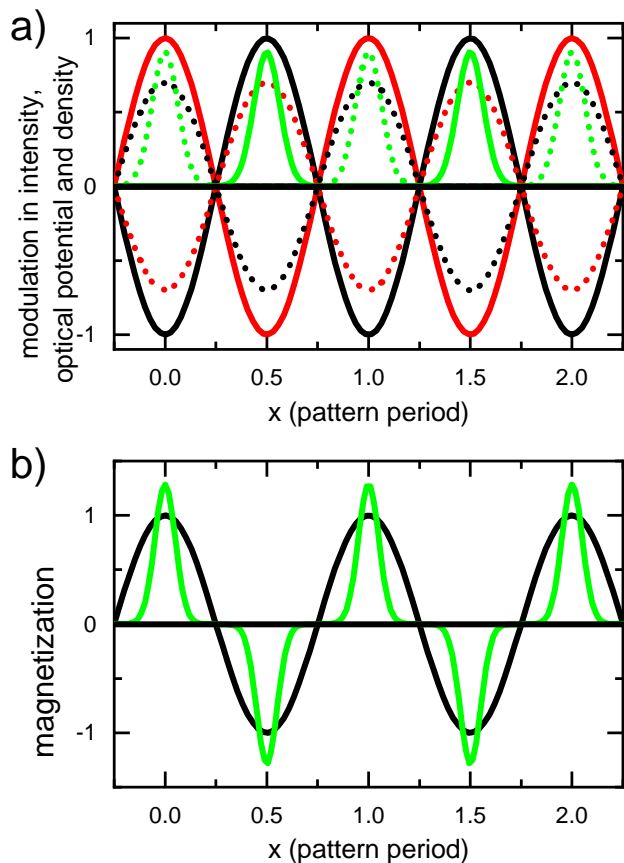 a)
modulation in intensity,
optical potential and density
1
0
-1
0.0 0.5 1.0 1.5 2.0
x (pattern period)
b)
magnetization
1
0
-1
0.0 0.5 1.0 1.5 2.0
x (pattern period)